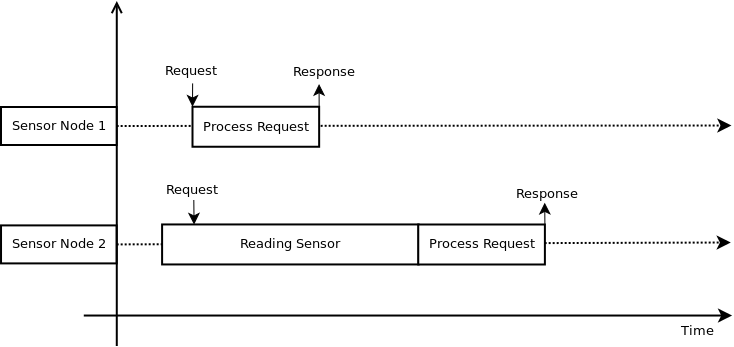 Request
Response
Sensor Node 1
Process Request
Request
Response
Sensor Node 2
Reading Sensor
Process Request
Time